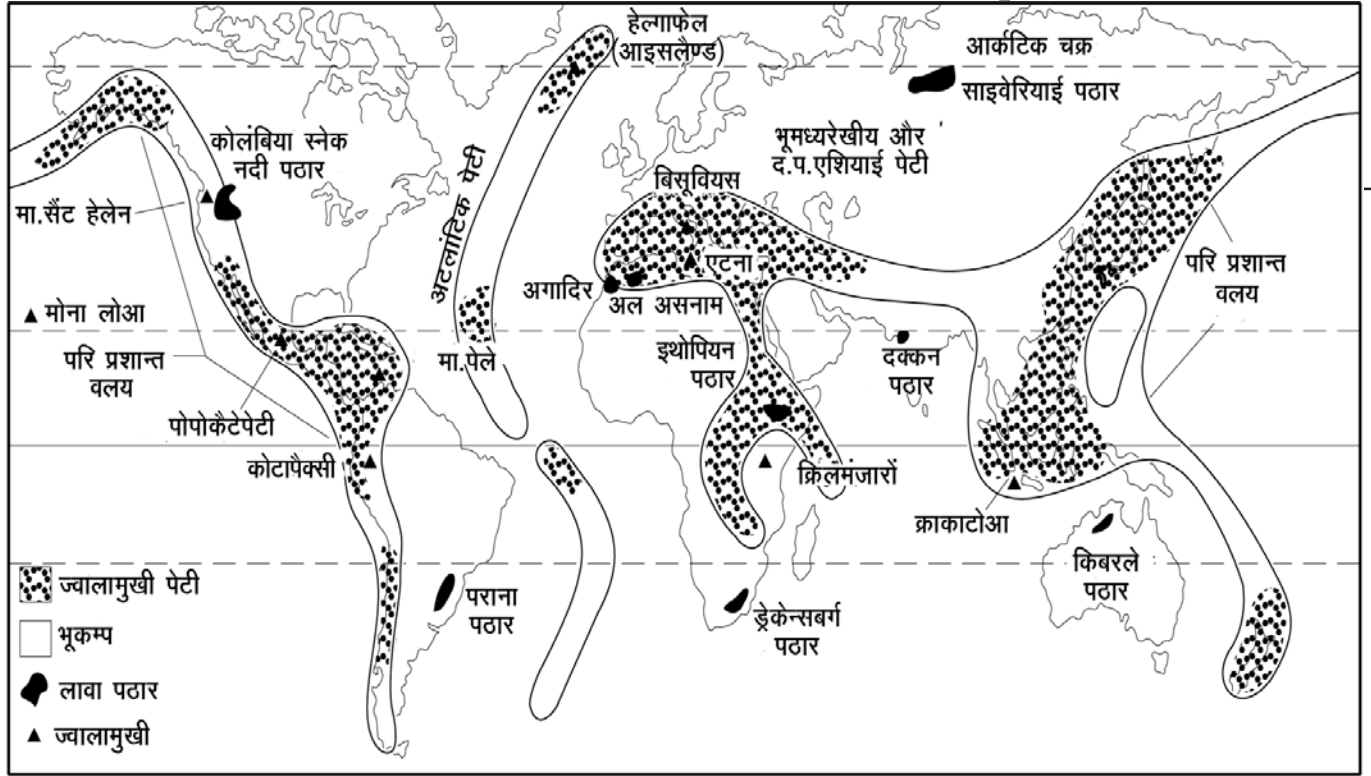 हेल्गाफेल
(आइसलैण्ड)
आर्कटिक चक्र
साइवेरियाई पठार
कोलंबिया स्नेक
नदी पठार
भूमध्यरेखीय और
द.प.एशियाई पेटी
अटलांटिक पेटी
बिसूवियस
मा.सैंट हेलेन
एटना
परि प्रशान्त
वलय
अगादिर
अल असनाम
मोना लोआ
परि प्रशान्त
वलय
मा.पेले
इथोपियन
पठार
दक्कन
पठार
पोपोकैटेपेटी
कोटापैक्सी
क्रिलमंजारों
क्राकाटोआ
किबरले
पठार
पराना
पठार
ड्रेकेन्सबर्ग
पठार
ज्वालामुखी पेटी
भूकम्प
लावा पठार
ज्वालामुखी